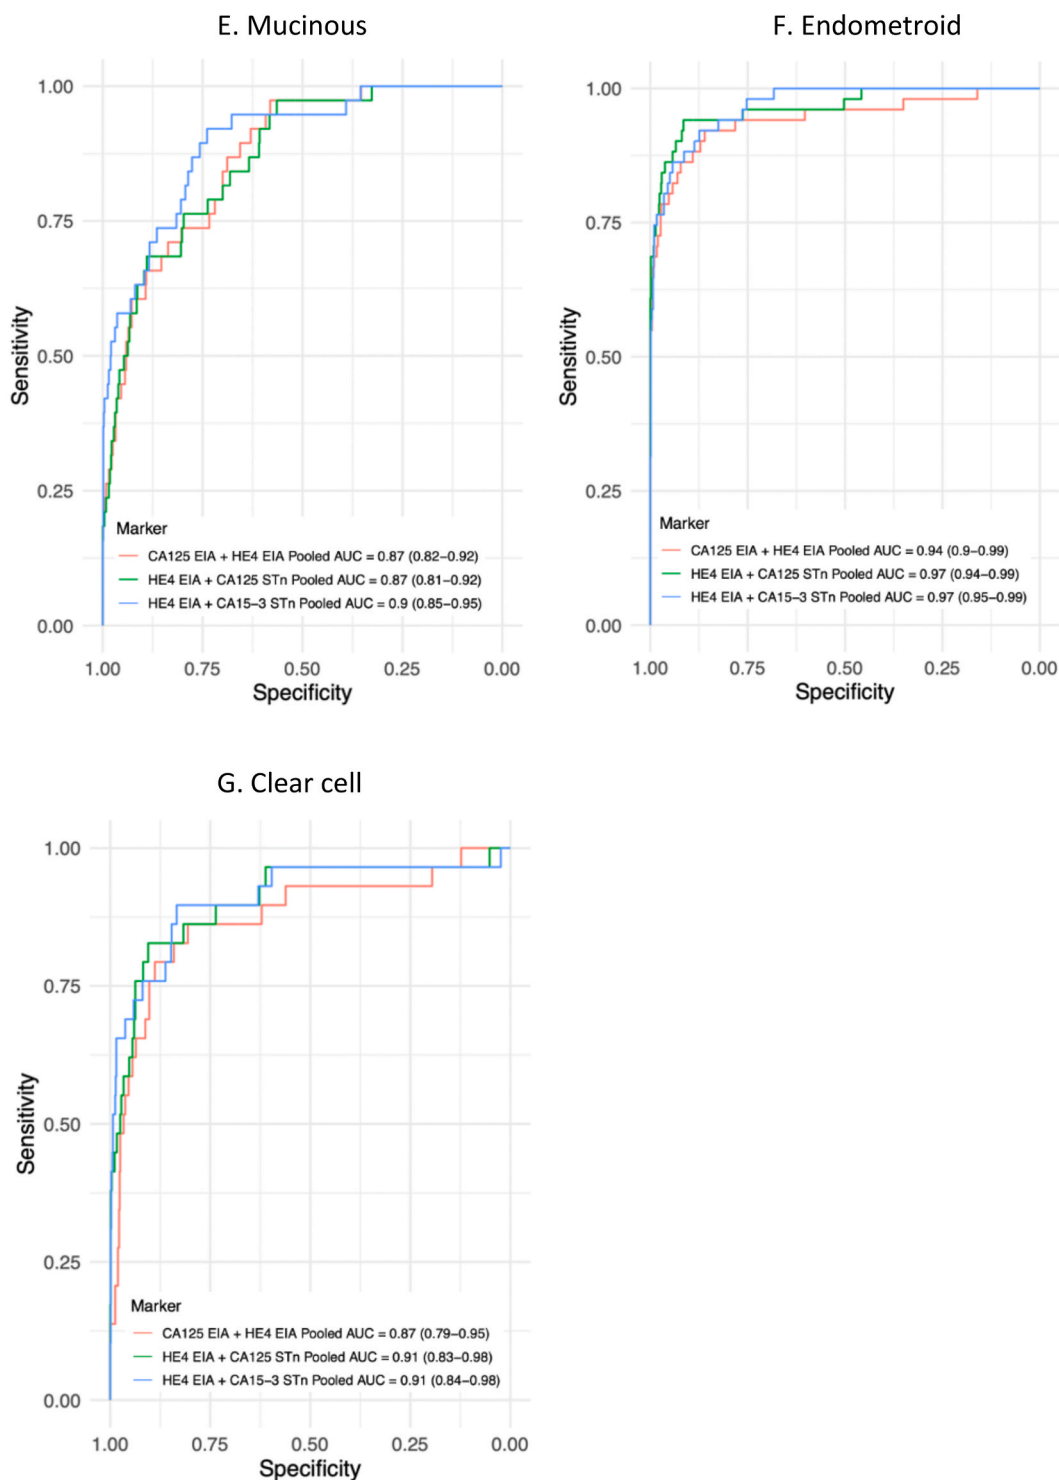 E. Mucinous
1.00
0.75
0.50
0.25
0.00
Sensitivity
Marker
CA125 EIA + HE4 EIA Pooled AUC = 0.87 (0.82–0.92)
HE4 EIA + CA125 STn Pooled AUC = 0.87 (0.81–0.92)
HE4 EIA + CA15–3 STn Pooled AUC = 0.9 (0.85–0.95)
1.00 0.75 0.50 0.25 0.00
Specificity
F. Endometroid
1.00
0.75
0.50
0.25
0.00
Sensitivity
Marker
CA125 EIA + HE4 EIA Pooled AUC = 0.94 (0.9–0.99)
HE4 EIA + CA125 STn Pooled AUC = 0.97 (0.94–0.99)
HE4 EIA + CA15–3 STn Pooled AUC = 0.97 (0.95–0.99)
1.00 0.75 0.50 0.25 0.00
Specificity
G. Clear cell
1.00
0.75
0.50
0.25
0.00
Sensitivity
Marker
CA125 EIA + HE4 EIA Pooled AUC = 0.87 (0.79–0.95)
HE4 EIA + CA125 STn Pooled AUC = 0.91 (0.83–0.98)
HE4 EIA + CA15–3 STn Pooled AUC = 0.91 (0.84–0.98)
1.00 0.75 0.50 0.25 0.00
Specificity